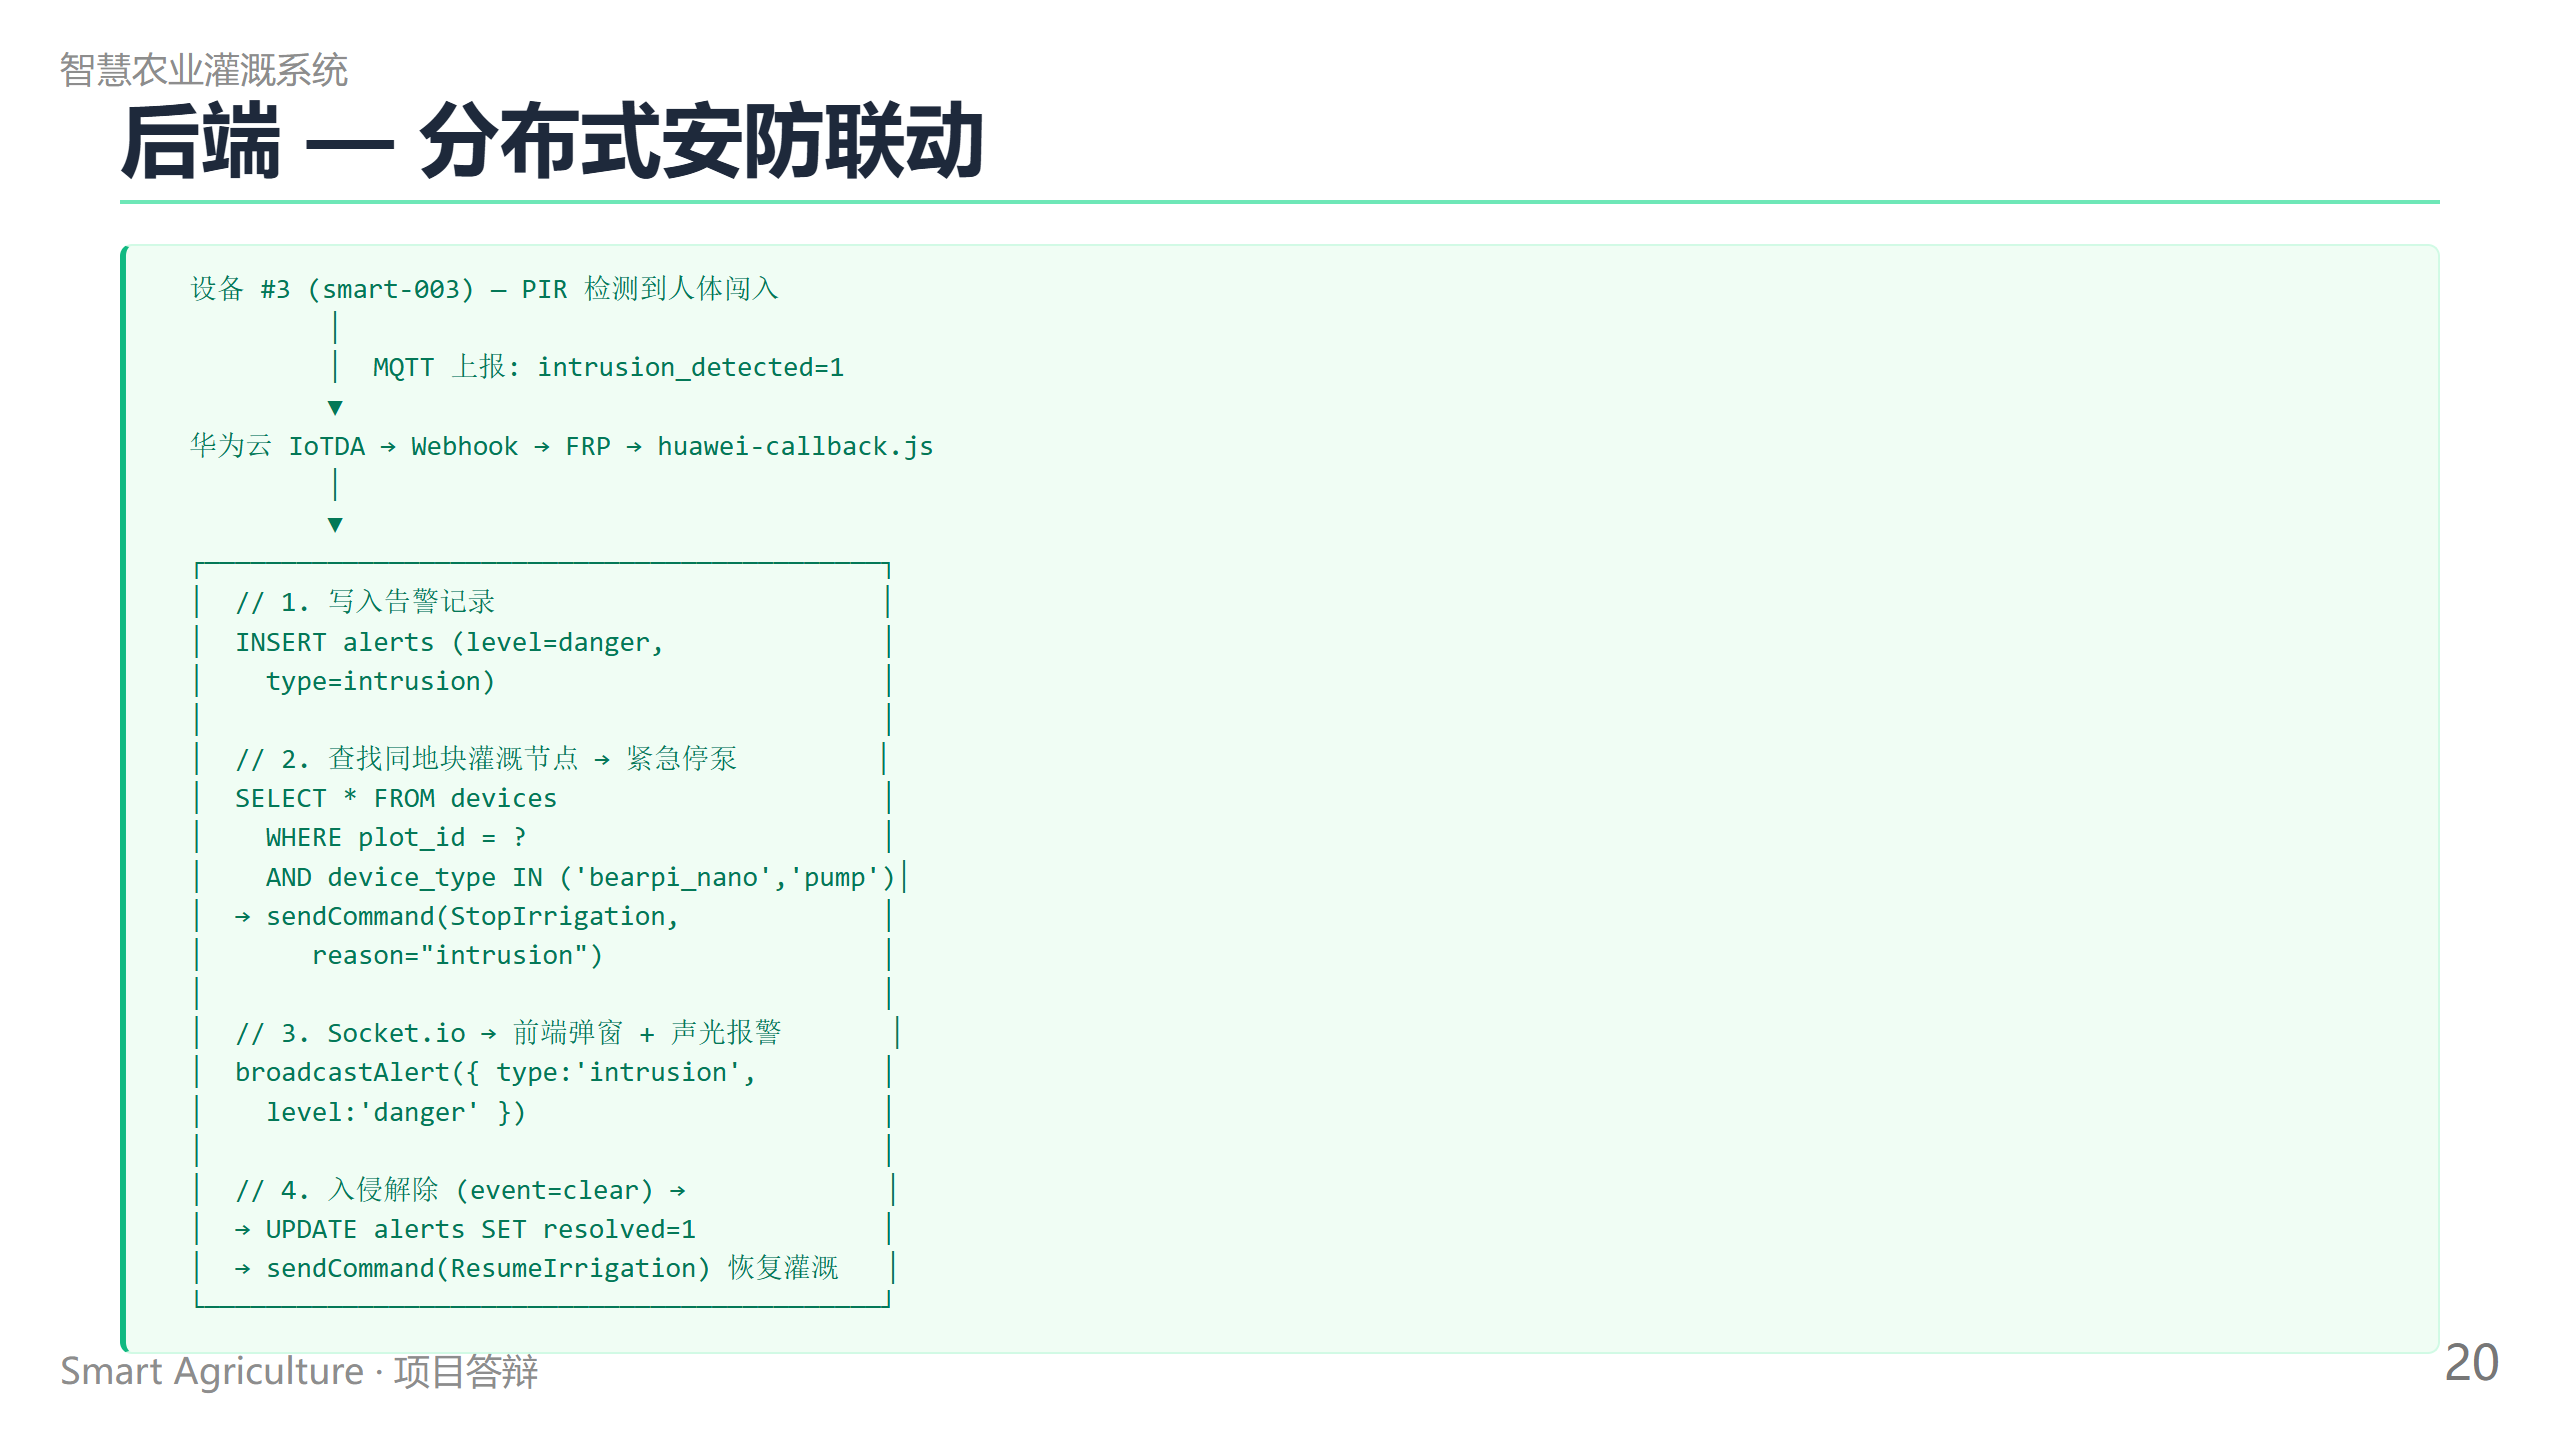 智慧农业灌溉系统
后端 — 分布式安防联动
设备 #3 (smart-003) — PIR 检测到人体闯入
│
│ MQTT 上报: intrusion_detected=1
▼
华为云 IoTDA → Webhook → FRP → huawei-callback.js
│
▼
// 1. 写入告警记录
INSERT alerts (level=danger,
type=intrusion)
// 2. 查找同地块灌溉节点 → 紧急停泵
SELECT * FROM devices
WHERE plot_id = ?
AND device_type IN ('bearpi_nano','pump')
→ sendCommand(StopIrrigation,
reason="intrusion")
// 3. Socket.io → 前端弹窗 + 声光报警
broadcastAlert({ type:'intrusion',
level:'danger' })
// 4. 入侵解除 (event=clear) →
→ UPDATE alerts SET resolved=1
→ sendCommand(ResumeIrrigation) 恢复灌溉
Smart Agriculture · 项目答辩
20